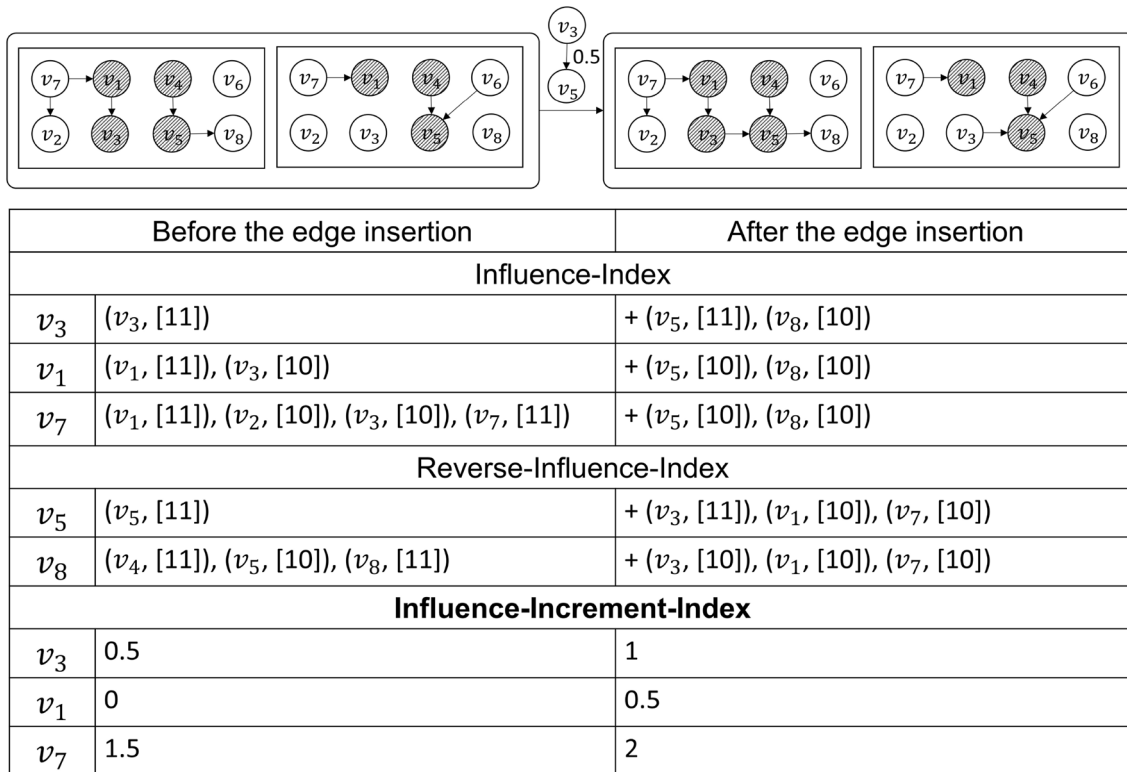 v₃
0.5
v₅
v₇ v₁ v₄ v₆
v₂ v₃ v₅ v₈
v₇ v₁ v₄ v₆
v₂ v₃ v₅ v₈
v₇ v₁ v₄ v₆
v₂ v₃ v₅ v₈
v₇ v₁ v₄ v₆
v₂ v₃ v₅ v₈
Before the edge insertion After the edge insertion
Influence-Index
v₃ (v₃, [11]) + (v₅, [11]), (v₈, [10])
v₁ (v₁, [11]), (v₃, [10]) + (v₅, [10]), (v₈, [10])
v₇ (v₁, [11]), (v₂, [10]), (v₃, [10]), (v₇, [11]) + (v₅, [10]), (v₈, [10])
Reverse-Influence-Index
v₅ (v₅, [11]) + (v₃, [11]), (v₁, [10]), (v₇, [10])
v₈ (v₄, [11]), (v₅, [10]), (v₈, [11]) + (v₃, [10]), (v₁, [10]), (v₇, [10])
Influence-Increment-Index
v₃ 0.5 1
v₁ 0 0.5
v₇ 1.5 2